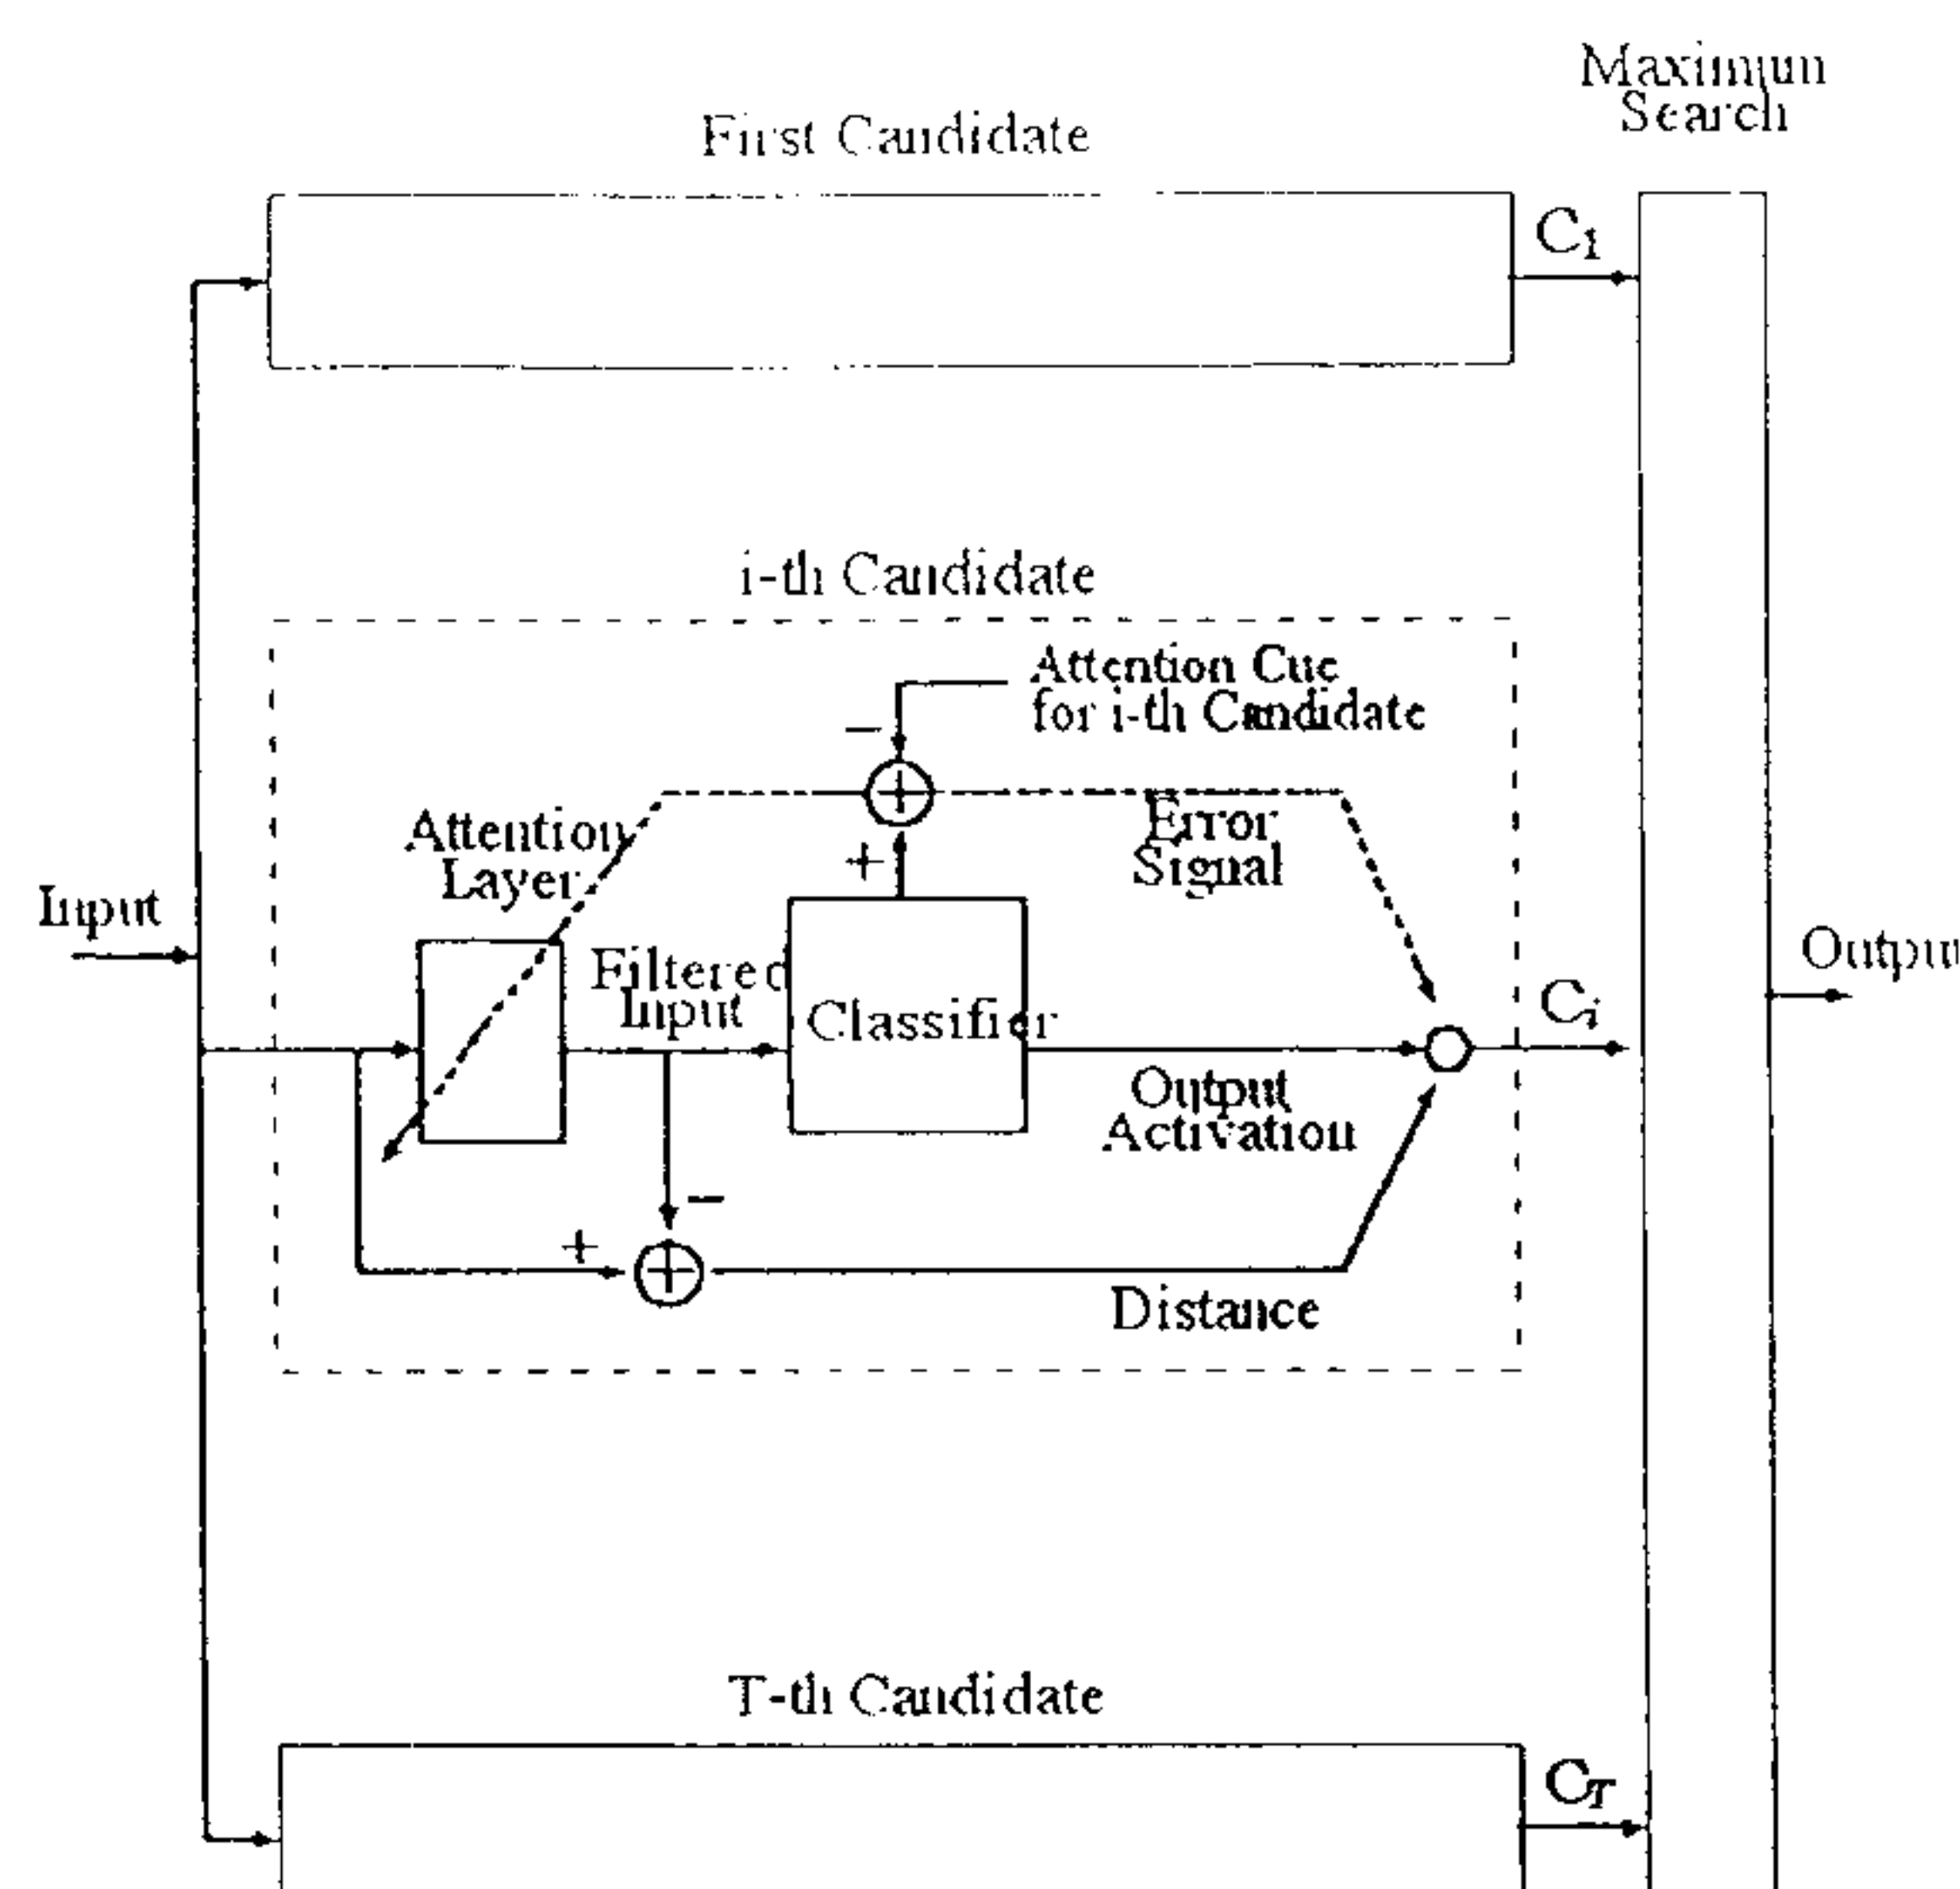 Maximum
Search
First Candidate
C1
i-th Candidate
Attention Cue
for i-th Candidate
−
+
Attention
Layer
Error
Signal
Input
Filtered
Input
Classifier
Output
Ci
Output
Activation
−
+
Distance
T-th Candidate
CT